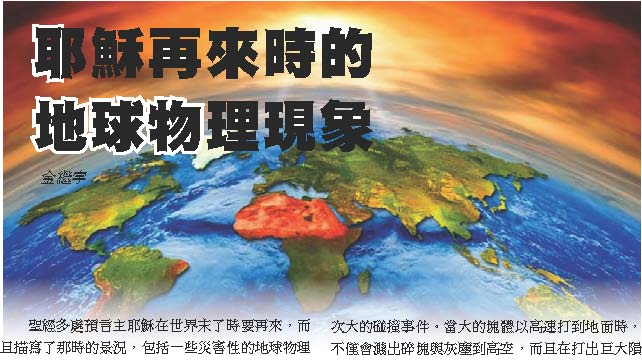 耶穌再來時的
地球物理現象
金繼宇
聖經多處預言主耶穌在世界末了時要再來，而
且描寫了那時的景況，包括一些災害性的地球物理
次大的碰撞事件。當大的塊體以高速打到地面時，
不僅會濺出碎塊與灰塵到高空，而且在打出巨大隕